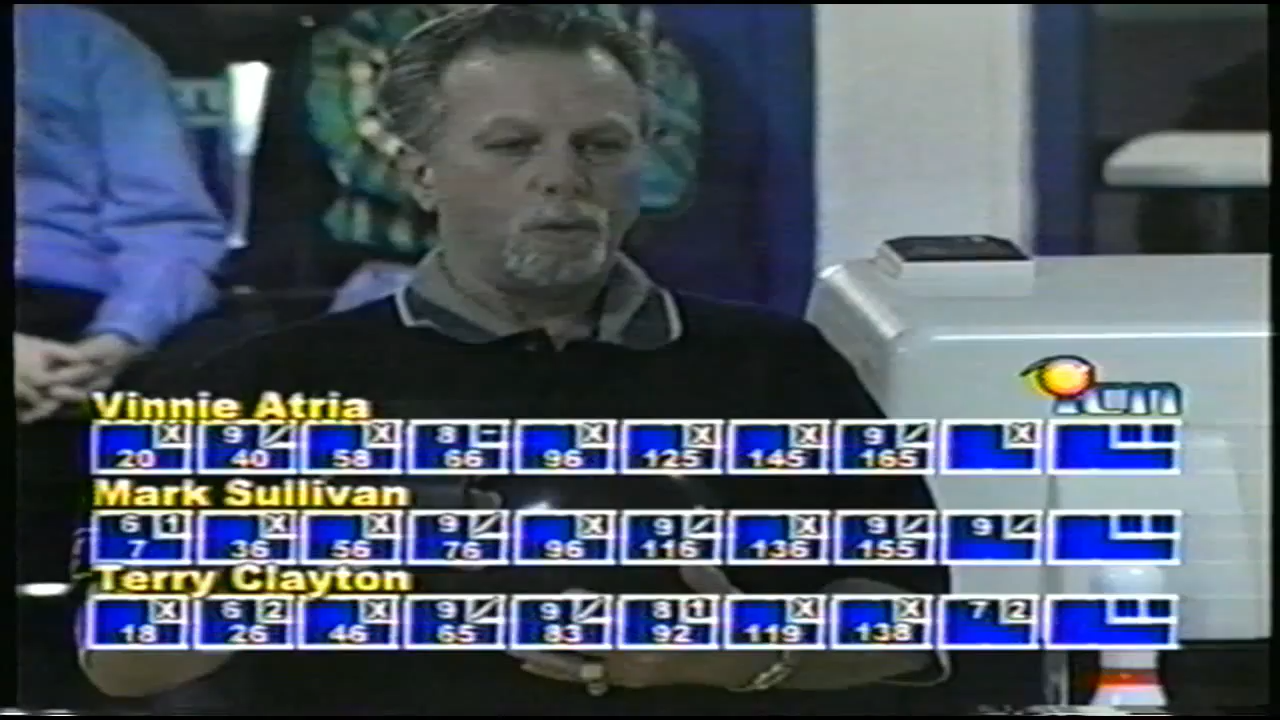 Vinnie Atria
X 9 / X 8 - X X X 9 / X
20 40 58 66 96 125 145 165
Mark Sullivan
6 1 X X 9 / X 9 / X 9 / 9 /
7 36 56 76 96 116 136 155
Terry Clayton
X 6 2 X 9 / 9 / 8 1 X X 7 2
18 26 46 65 83 92 119 138